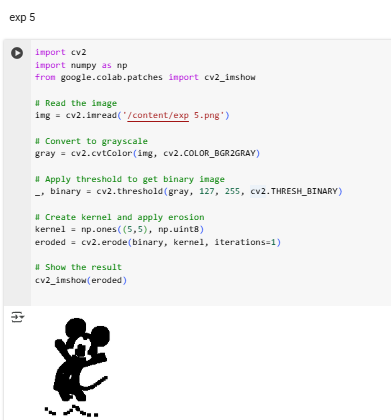 exp 5
import cv2
import numpy as np
from google.colab.patches import cv2_imshow
# Read the image
img = cv2.imread('/content/exp 5.png')
# Convert to grayscale
gray = cv2.cvtColor(img, cv2.COLOR_BGR2GRAY)
# Apply threshold to get binary image
_, binary = cv2.threshold(gray, 127, 255, cv2.THRESH_BINARY)
# Create kernel and apply erosion
kernel = np.ones((5,5), np.uint8)
eroded = cv2.erode(binary, kernel, iterations=1)
# Show the result
cv2_imshow(eroded)